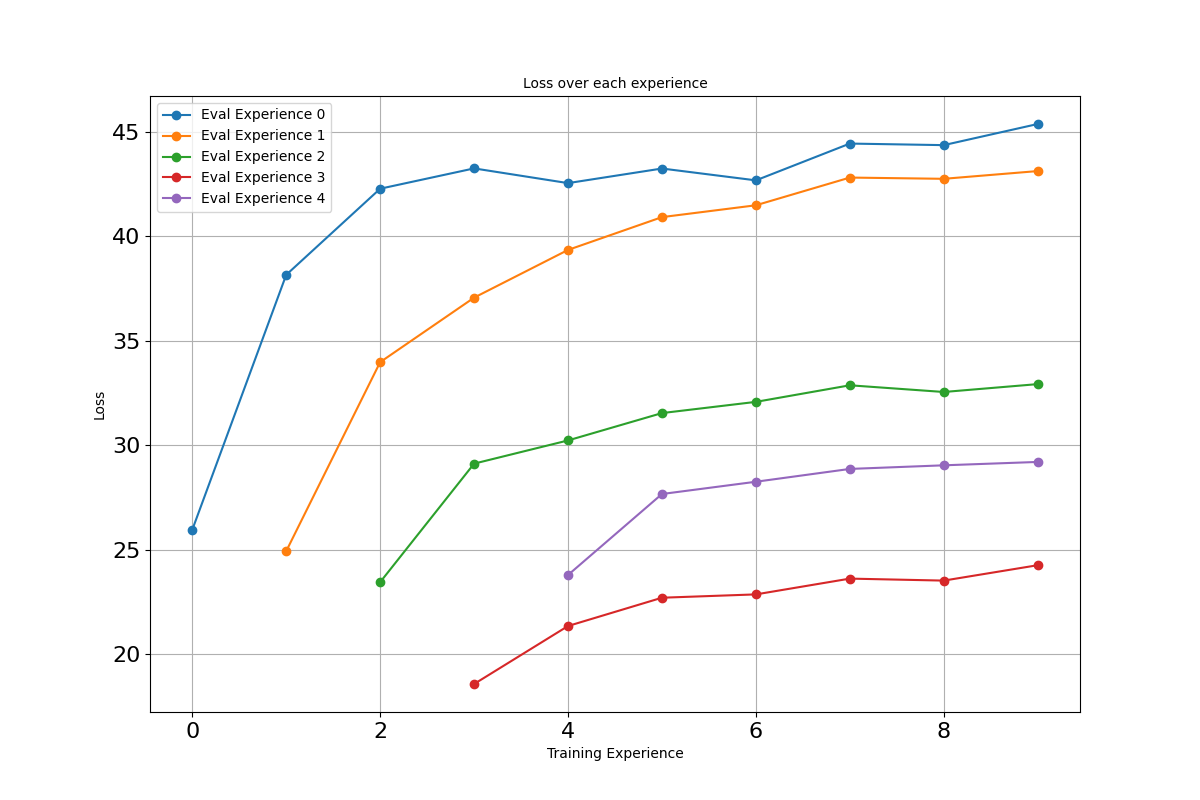 Loss over each experience
Eval Experience 0
Eval Experience 1
Eval Experience 2
Eval Experience 3
Eval Experience 4
45
40
35
30
25
20
Loss
0 2 4 6 8
Training Experience